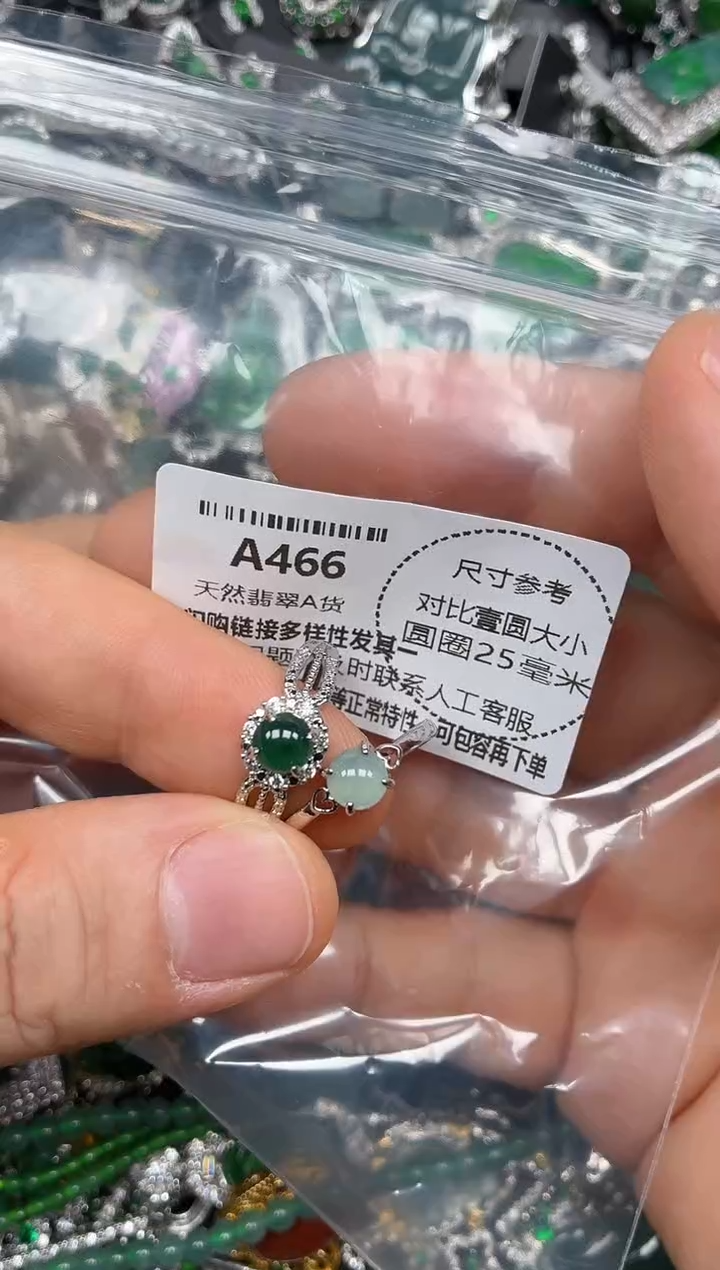 A466
天然翡翠A货
购链接多样性发其一
时联系人工客服
等正常特性 可包容再下单
尺寸参考
对比壹圆大小
圆圈25毫米